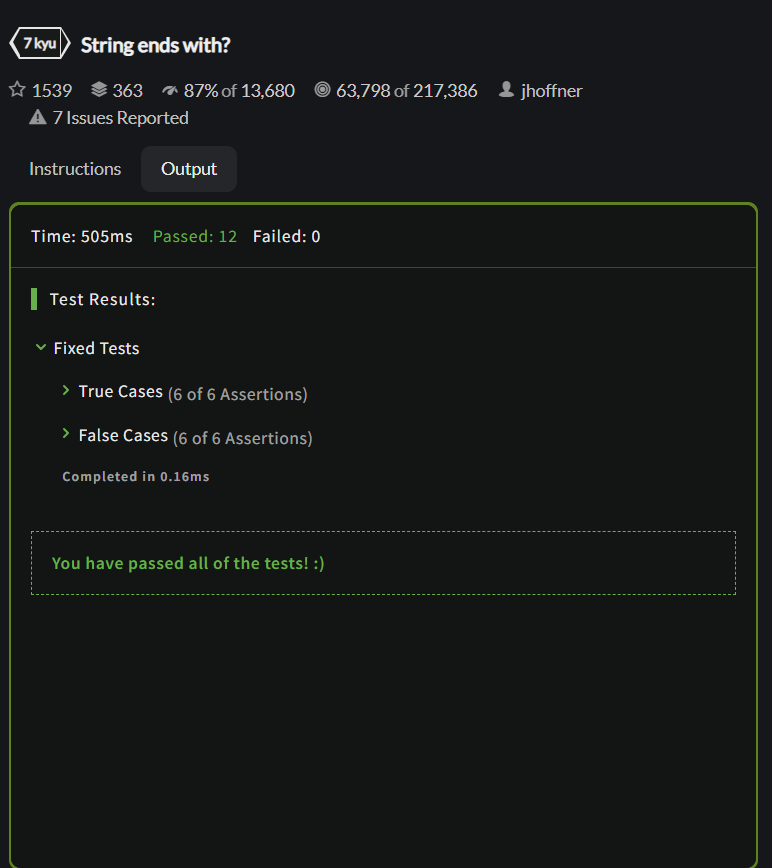 7 kyu String ends with?
1539 363 87% of 13,680 63,798 of 217,386 jhoffner
7 Issues Reported
Instructions Output
Time: 505ms Passed: 12 Failed: 0
Test Results:
Fixed Tests
True Cases (6 of 6 Assertions)
False Cases (6 of 6 Assertions)
Completed in 0.16ms
You have passed all of the tests! :)